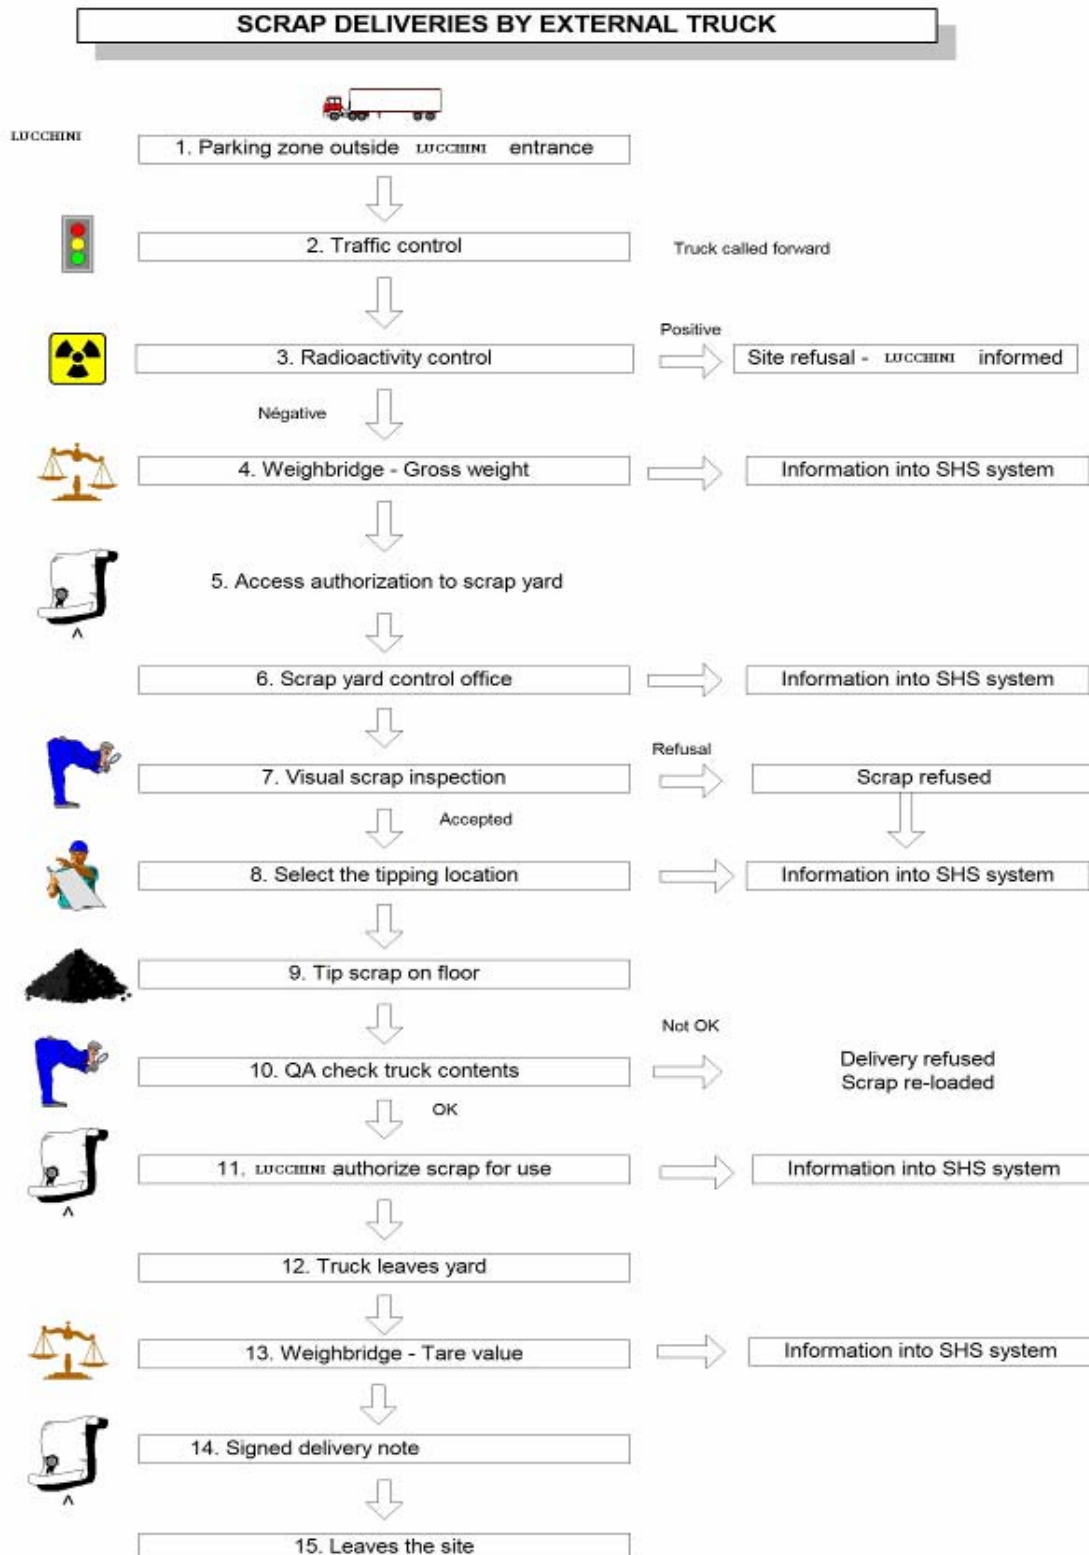 SCRAP DELIVERIES BY EXTERNAL TRUCK
LUCCHINI
1. Parking zone outside LUCCHINI entrance
2. Traffic control
Truck called forward
3. Radioactivity control
Positive
Site refusal - LUCCHINI informed
Négative
4. Weighbridge - Gross weight
Information into SHS system
5. Access authorization to scrap yard
6. Scrap yard control office
Information into SHS system
7. Visual scrap inspection
Refusal
Scrap refused
Accepted
8. Select the tipping location
Information into SHS system
9. Tip scrap on floor
10. QA check truck contents
Not OK
Delivery refused
Scrap re-loaded
OK
11. LUCCHINI authorize scrap for use
Information into SHS system
12. Truck leaves yard
13. Weighbridge - Tare value
Information into SHS system
14. Signed delivery note
15. Leaves the site